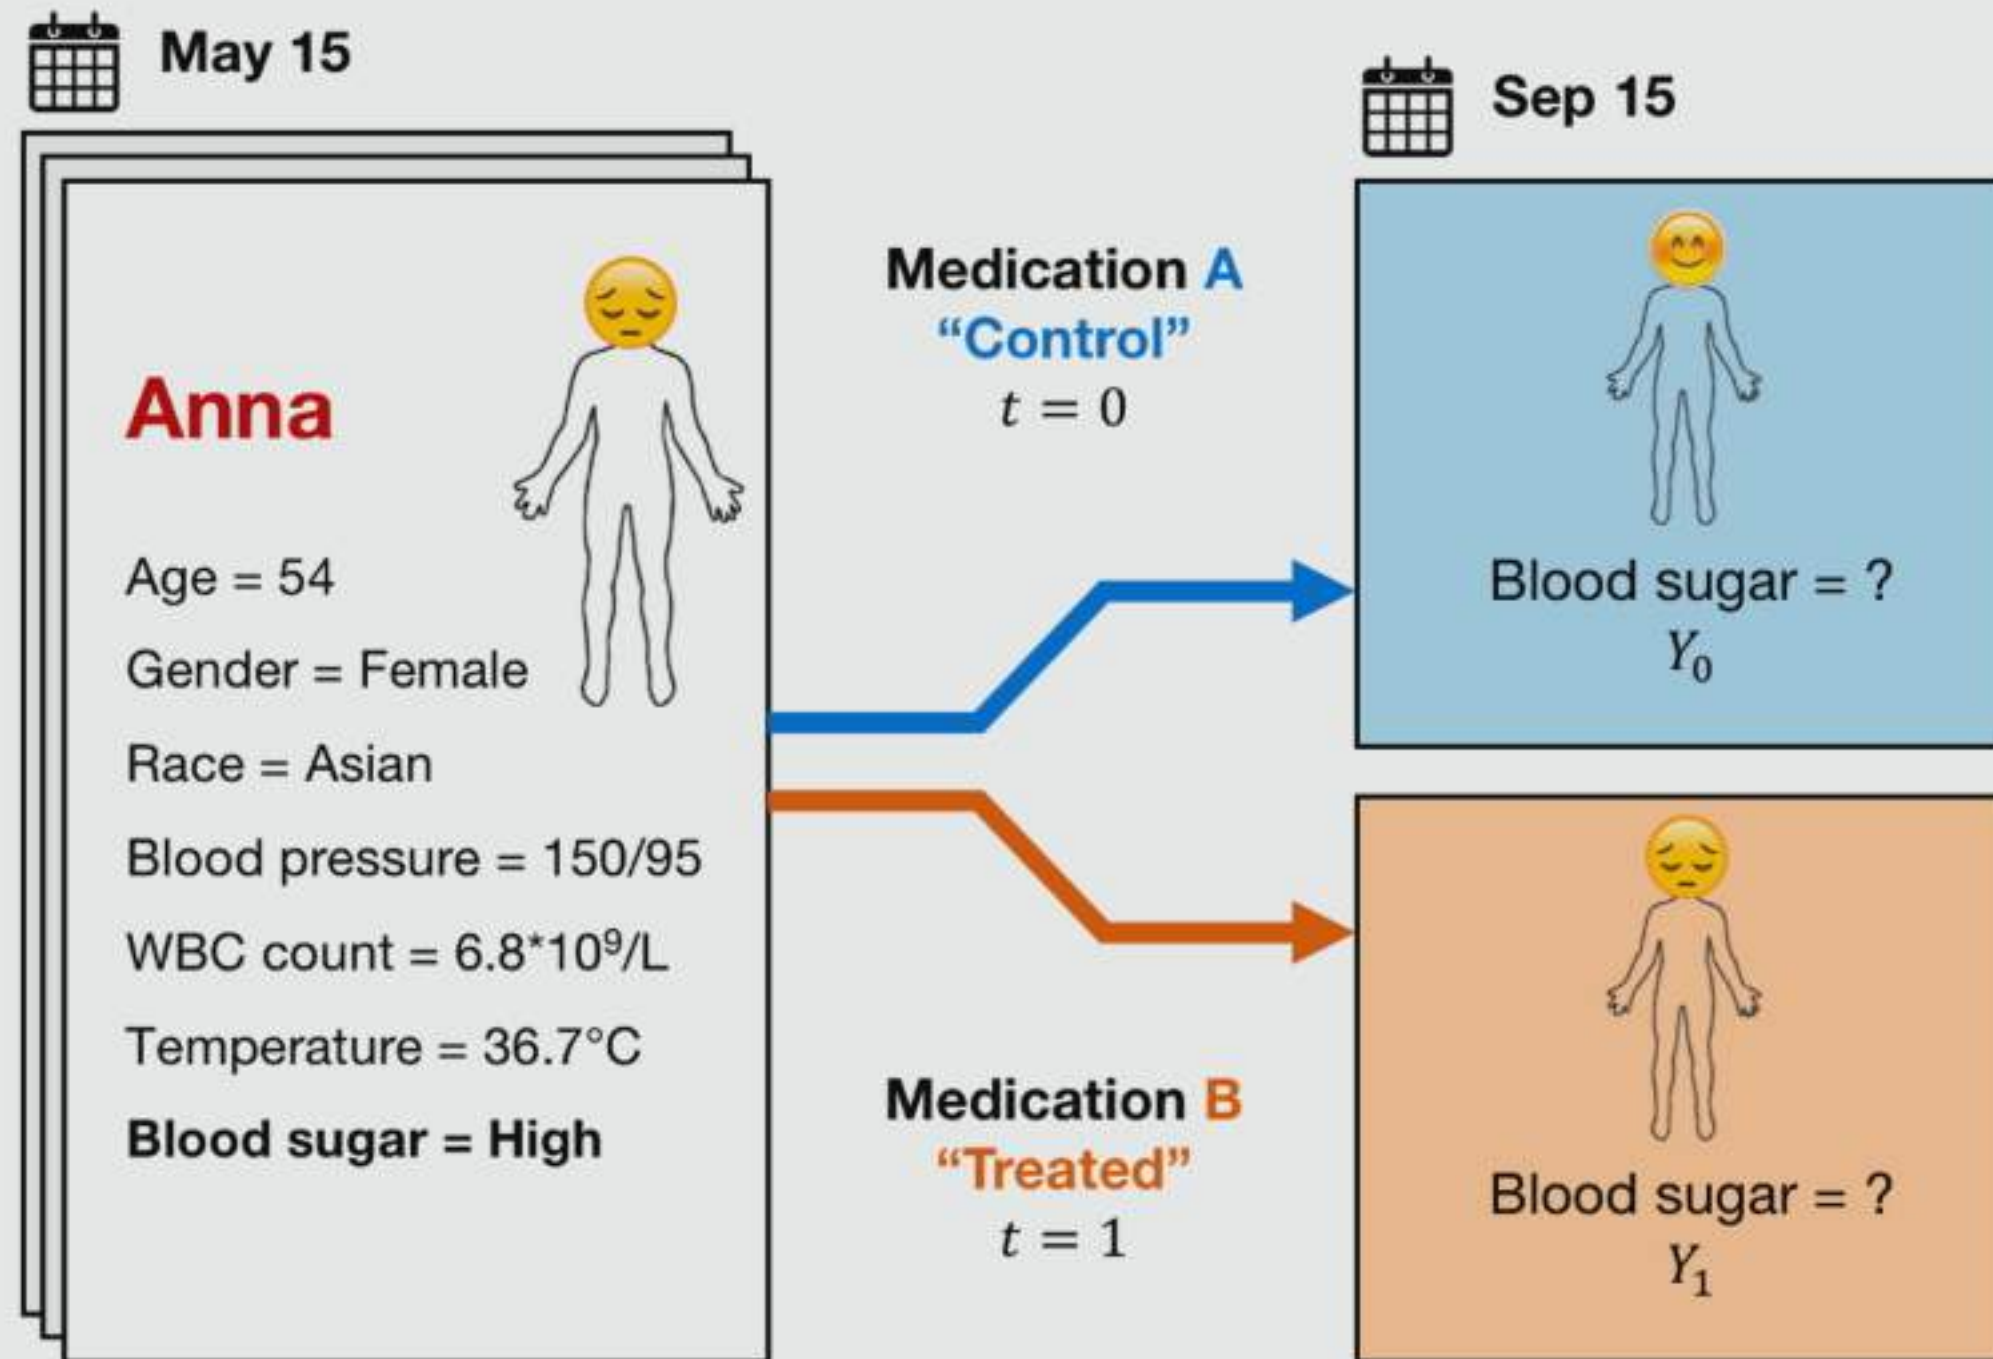 May 15
Anna
Age = 54
Gender = Female
Race = Asian
Blood pressure = 150/95
WBC count = 6.8*10⁹/L
Temperature = 36.7°C
Blood sugar = High
Medication A
“Control”
t = 0
Medication B
“Treated”
t = 1
Sep 15
Blood sugar = ?
Y₀
Blood sugar = ?
Y₁